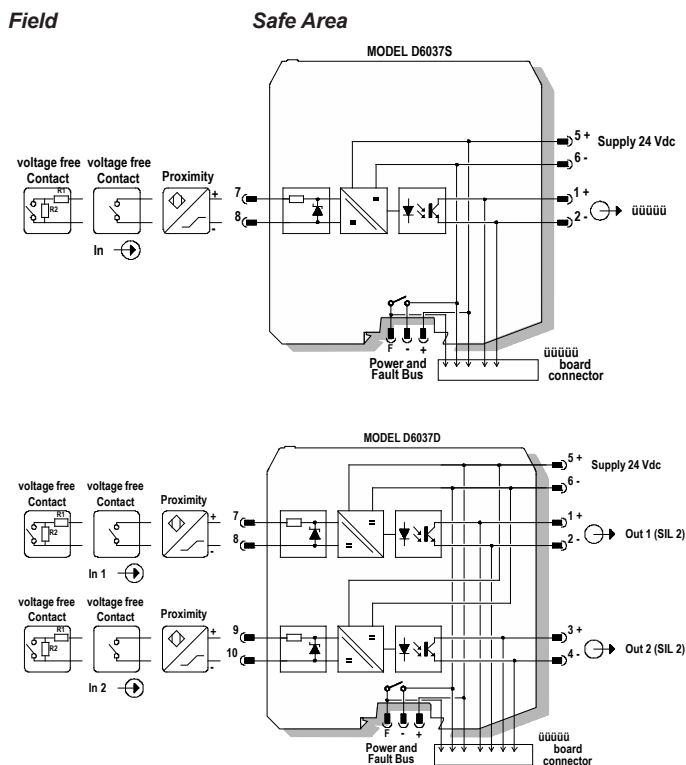 Field
Safe Area
MODEL D6037S
5 + Supply 24 Vdc
6 -
voltage free
Contact
voltage free
Contact
Proximity
R1
R2
+
-
7
8
1 +
2 -
üüüüü
In
F - +
Power and
Fault Bus
üüüüü
board
connector
MODEL D6037D
5 + Supply 24 Vdc
6 -
voltage free
Contact
voltage free
Contact
Proximity
R1
R2
+
-
7
8
1 +
2 -
Out 1 (SIL 2)
In 1
voltage free
Contact
voltage free
Contact
Proximity
R1
R2
+
-
9
10
3 +
4 -
Out 2 (SIL 2)
In 2
F - +
Power and
Fault Bus
üüüüü
board
connector